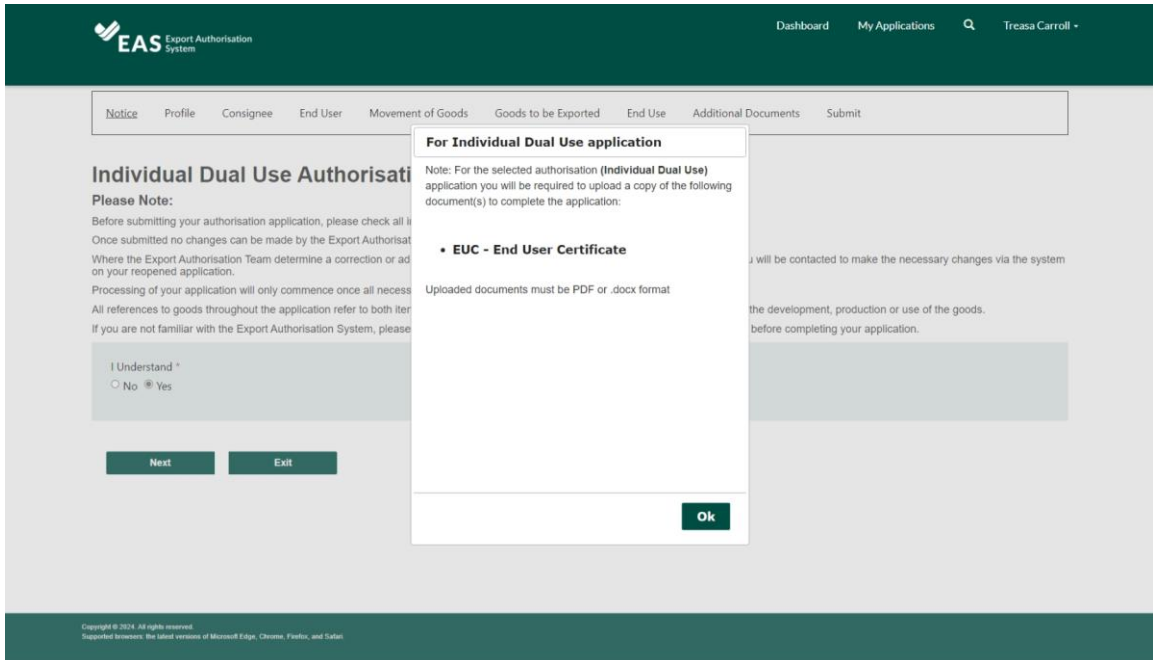 EAS Export Authorisation System
Dashboard My Applications Treasa Carroll
Notice Profile Consignee End User Movement of Goods Goods to be Exported End Use Additional Documents Submit
Individual Dual Use Authorisati
Please Note:
Before submitting your authorisation application, please check all
Once submitted no changes can be made by the Export Authorisat
Where the Export Authorisation Team determine a correction or ad
will be contacted to make the necessary changes via the system
on your reopened application.
Processing of your application will only commence once all necess
All references to goods throughout the application refer to both iter
the development, production or use of the goods.
If you are not familiar with the Export Authorisation System, please
before completing your application.
I Understand *
No Yes
Next Exit
For Individual Dual Use application
Note: For the selected authorisation (Individual Dual Use)
application you will be required to upload a copy of the following
document(s) to complete the application:
• EUC - End User Certificate
Uploaded documents must be PDF or .docx format
Ok
Copyright © 2024. All rights reserved.
Supported browsers: the latest versions of Microsoft Edge, Chrome, Firefox, and Safari.